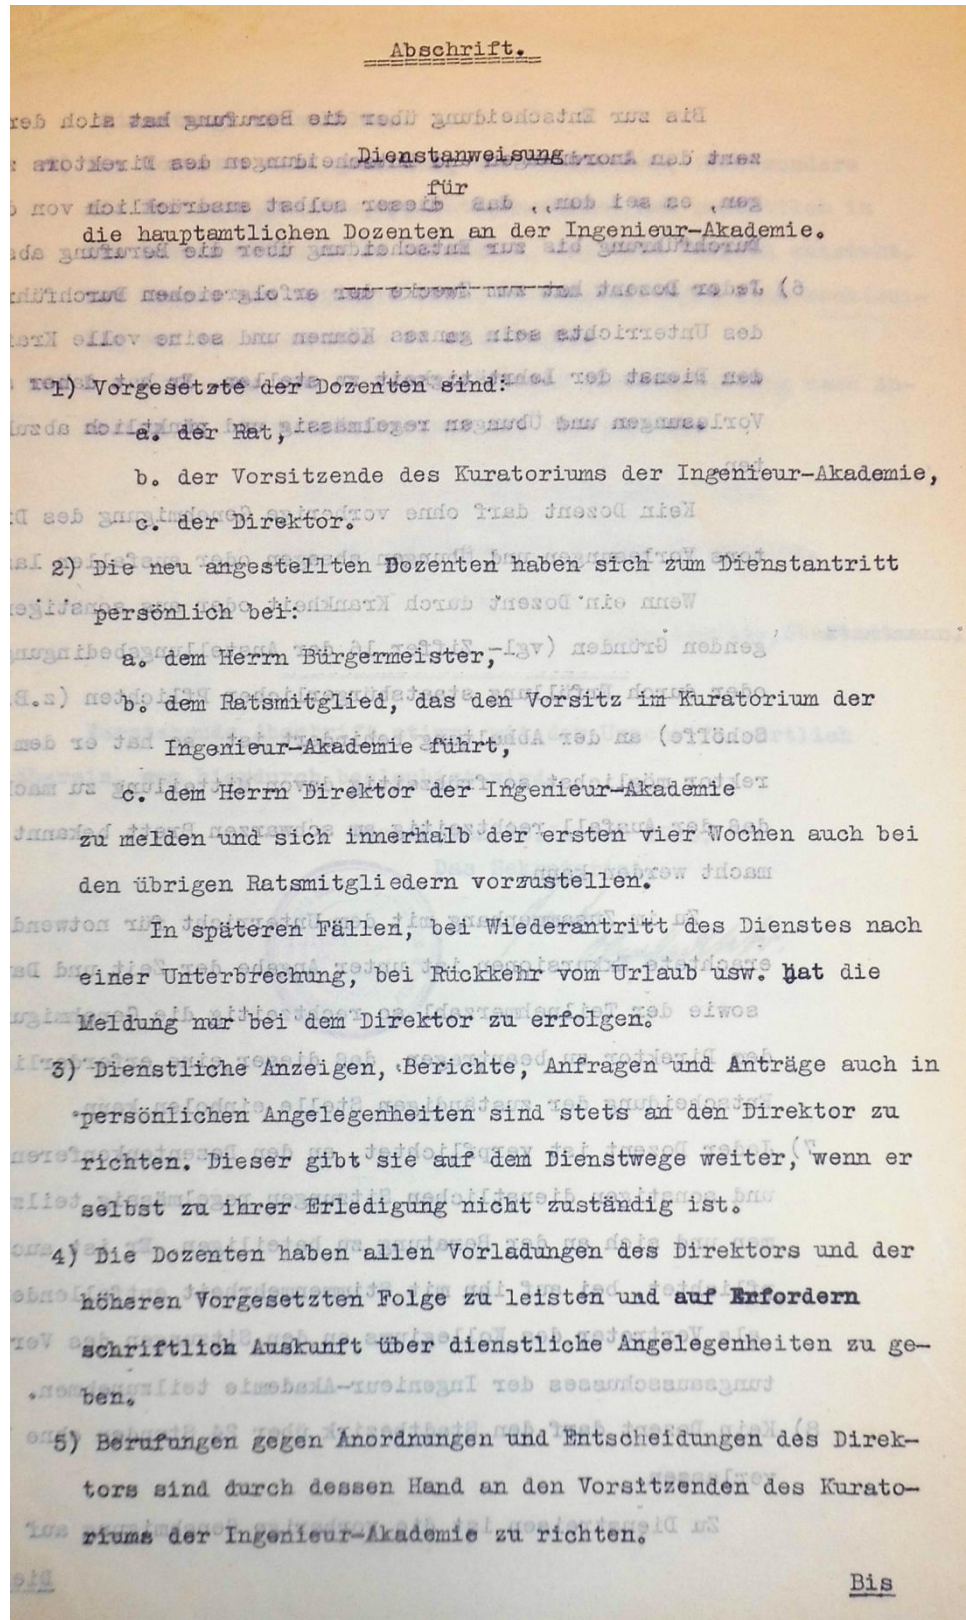 Abschrift.
Dienstanweisung
für
die hauptamtlichen Dozenten an der Ingenieur-Akademie.
1) Vorgesetzte der Dozenten sind:
a. der Rat,
b. der Vorsitzende des Kuratoriums der Ingenieur-Akademie,
c. der Direktor.
2) Die neu angestellten Dozenten haben sich zum Dienstantritt
persönlich bei:
a. dem Herrn Bürgermeister,
b. dem Ratsmitglied, das den Vorsitz im Kuratorium der
Ingenieur-Akademie führt,
c. dem Herrn Direktor der Ingenieur-Akademie
zu melden und sich innerhalb der ersten vier Wochen auch bei
den übrigen Ratsmitgliedern vorzustellen.
In späteren Fällen, bei Wiederantritt des Dienstes nach
einer Unterbrechung, bei Rückkehr vom Urlaub usw. hat die
Meldung nur bei dem Direktor zu erfolgen.
3) Dienstliche Anzeigen, Berichte, Anfragen und Anträge auch in
persönlichen Angelegenheiten sind stets an den Direktor zu
richten. Dieser gibt sie auf dem Dienstwege weiter, wenn er
selbst zu ihrer Erledigung nicht zuständig ist.
4) Die Dozenten haben allen Vorladungen des Direktors und der
höheren Vorgesetzten Folge zu leisten und auf Erfordern
schriftlich Auskunft über dienstliche Angelegenheiten zu ge-
ben.
5) Berufungen gegen Anordnungen und Entscheidungen des Direk-
tors sind durch dessen Hand an den Vorsitzenden des Kurato-
riums der Ingenieur-Akademie zu richten.
Bis